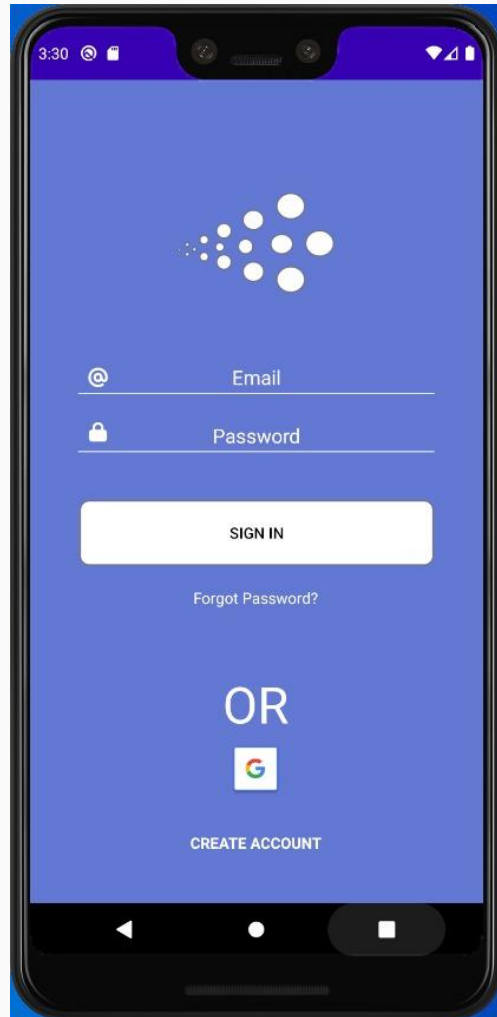 3:30
@ Email
Password
SIGN IN
Forgot Password?
OR
G
CREATE ACCOUNT